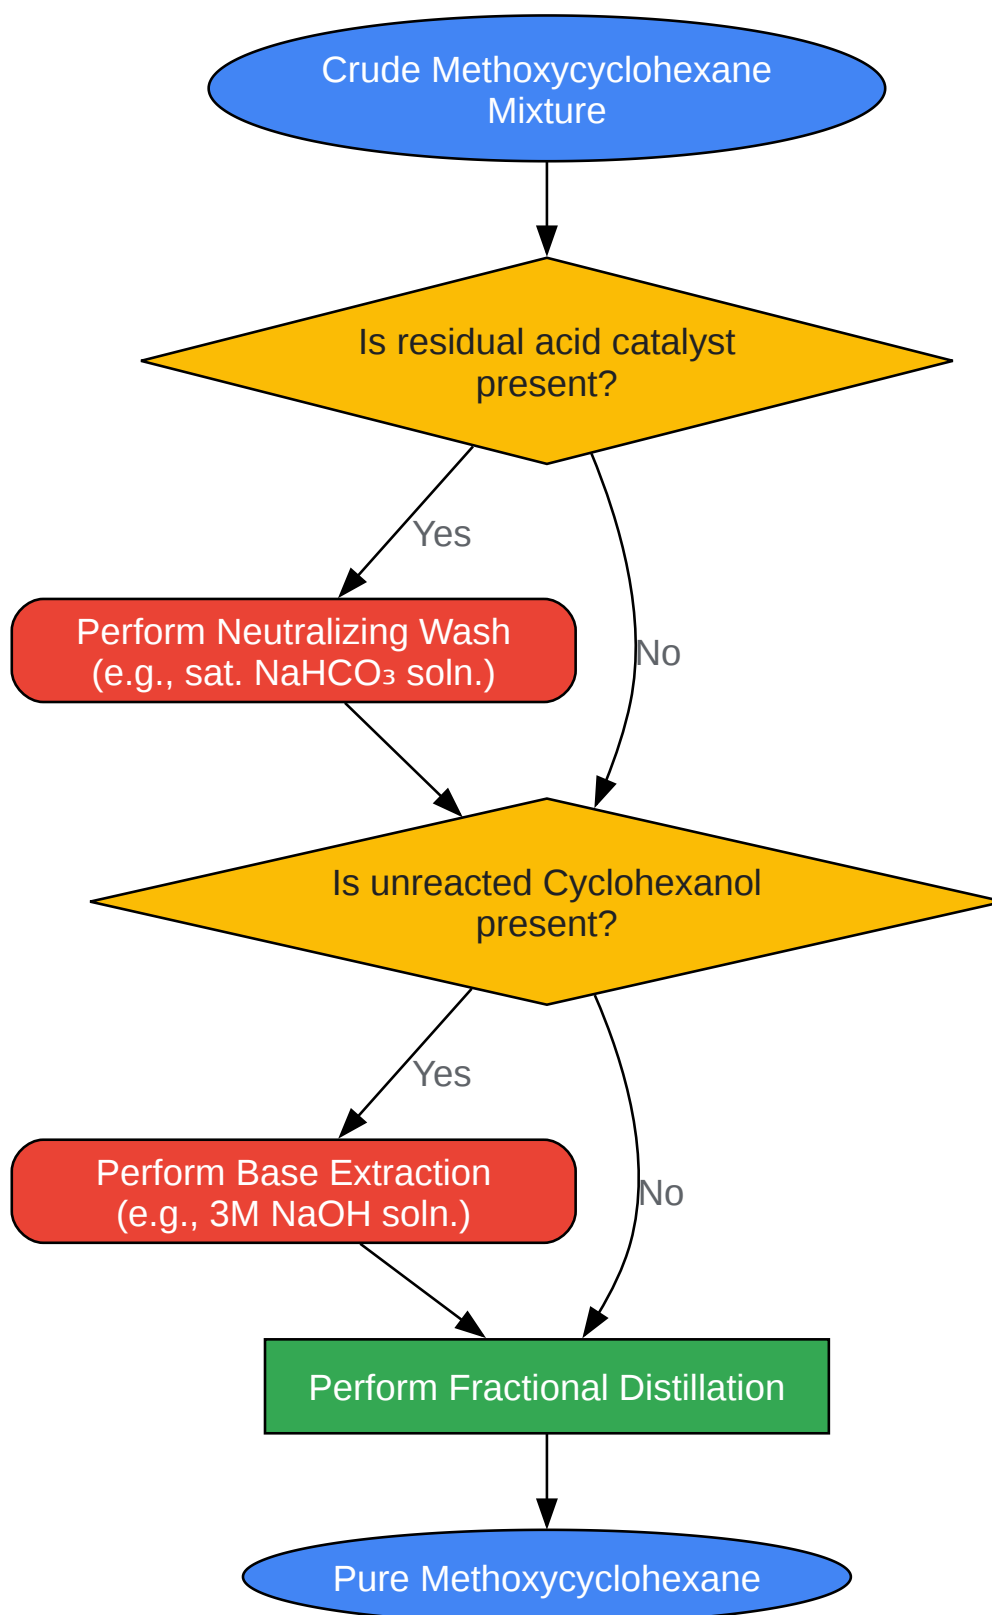 Crude Methoxycyclohexane
Mixture
Is residual acid catalyst
present?
Yes
Perform Neutralizing Wash
(e.g., sat. NaHCO₃ soln.)
No
Is unreacted Cyclohexanol
present?
Yes
Perform Base Extraction
(e.g., 3M NaOH soln.)
No
Perform Fractional Distillation
Pure Methoxycyclohexane